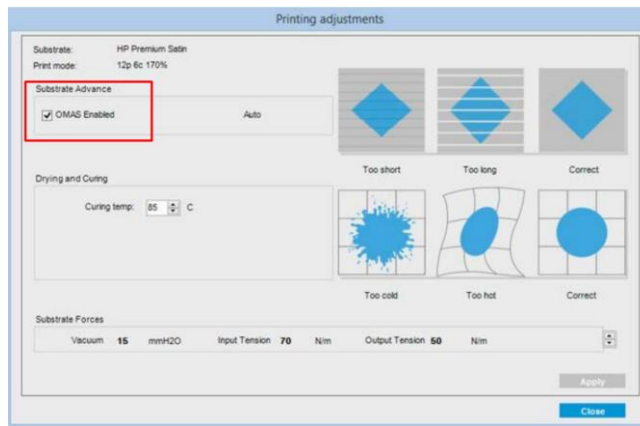 Printing adjustments
Substrate: HP Premium Satin
Print mode: 12p 6c 170%
Substrate Advance
OMAS Enabled Auto
Too short Too long Correct
Drying and Curing
Curing temp: 85 C
Too cold Too hot Correct
Substrate Forces
Vacuum 15 mmH2O Input Tension 70 N/m Output Tension 50 N/m
Apply
Close